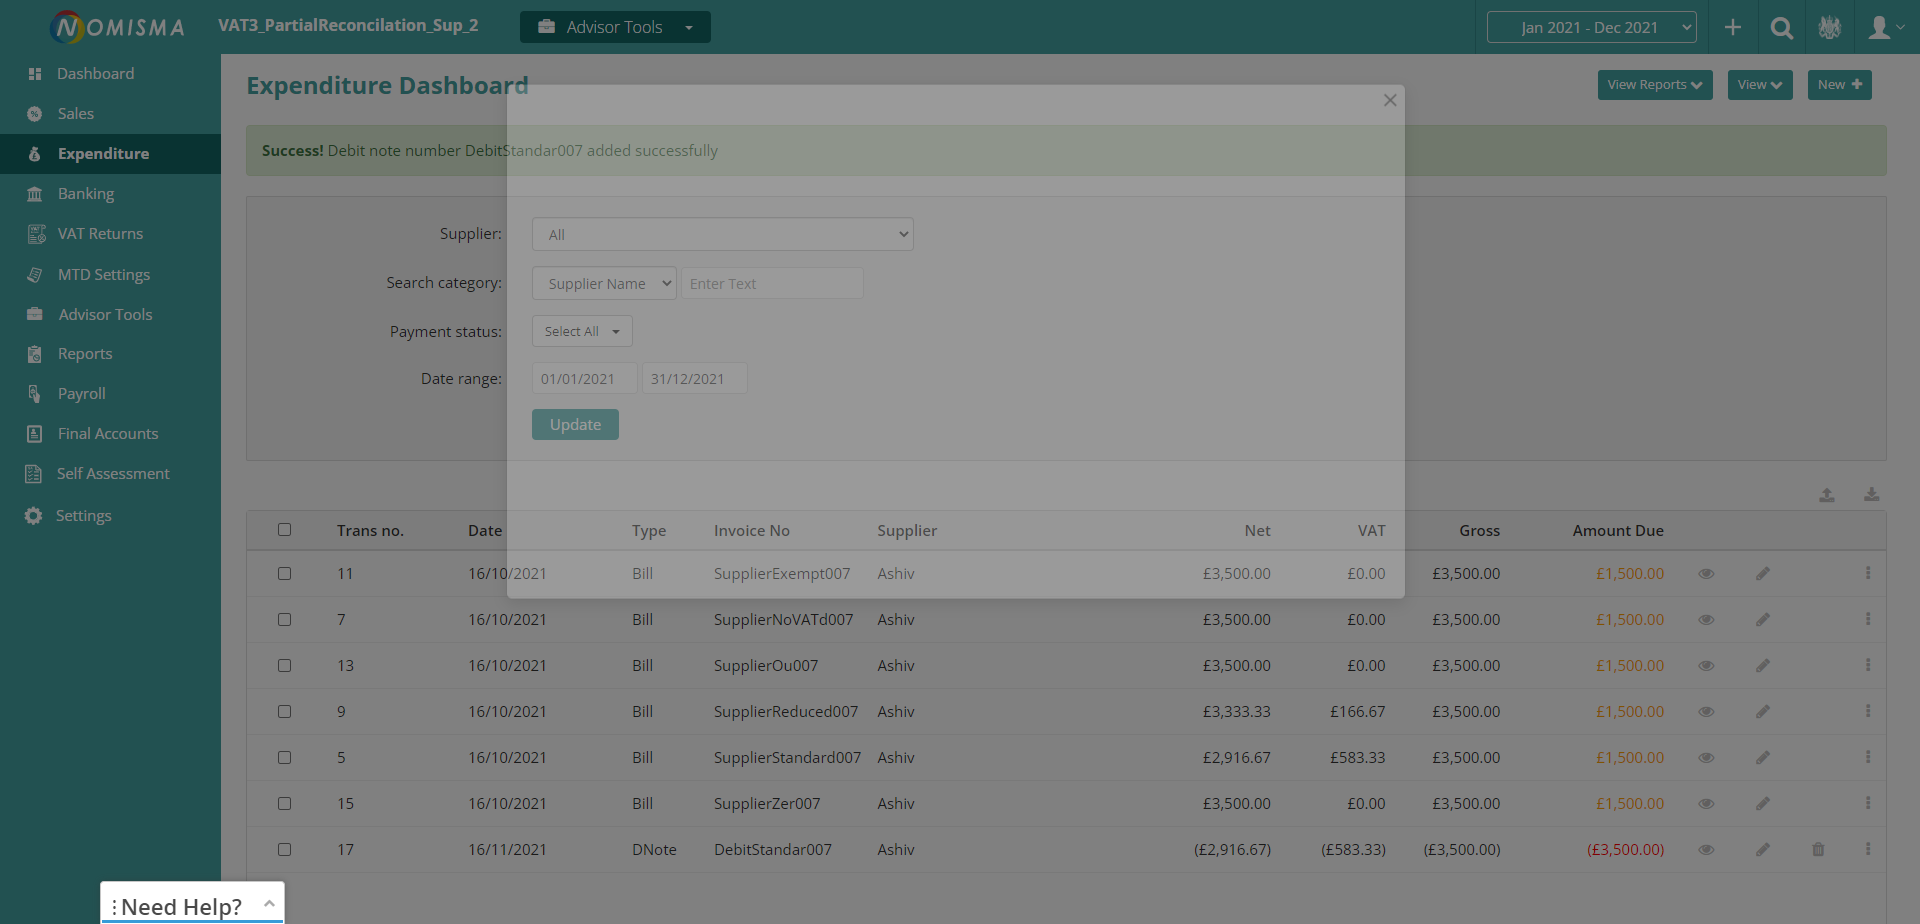 NOMISMA
VAT3_PartialReconcilation_Sup_2
Advisor Tools
Jan 2021 - Dec 2021
Dashboard
Sales
Expenditure
Banking
VAT Returns
MTD Settings
Advisor Tools
Reports
Payroll
Final Accounts
Self Assessment
Settings
Expenditure Dashboard
View Reports
View
New
Success! Debit note number DebitStandar007 added successfully
Supplier: All
Search category: Supplier Name Enter Text
Payment status: Select All
Date range: 01/01/2021 31/12/2021
Update
Trans no. Date Type Invoice No Supplier Net VAT Gross Amount Due
11 16/10/2021 Bill SupplierExempt007 Ashiv £3,500.00 £0.00 £3,500.00 £1,500.00
7 16/10/2021 Bill SupplierNoVATd007 Ashiv £3,500.00 £0.00 £3,500.00 £1,500.00
13 16/10/2021 Bill SupplierOu007 Ashiv £3,500.00 £0.00 £3,500.00 £1,500.00
9 16/10/2021 Bill SupplierReduced007 Ashiv £3,333.33 £166.67 £3,500.00 £1,500.00
5 16/10/2021 Bill SupplierStandard007 Ashiv £2,916.67 £583.33 £3,500.00 £1,500.00
15 16/10/2021 Bill SupplierZer007 Ashiv £3,500.00 £0.00 £3,500.00 £1,500.00
17 16/11/2021 DNote DebitStandar007 Ashiv (£2,916.67) (£583.33) (£3,500.00) (£3,500.00)
Need Help?